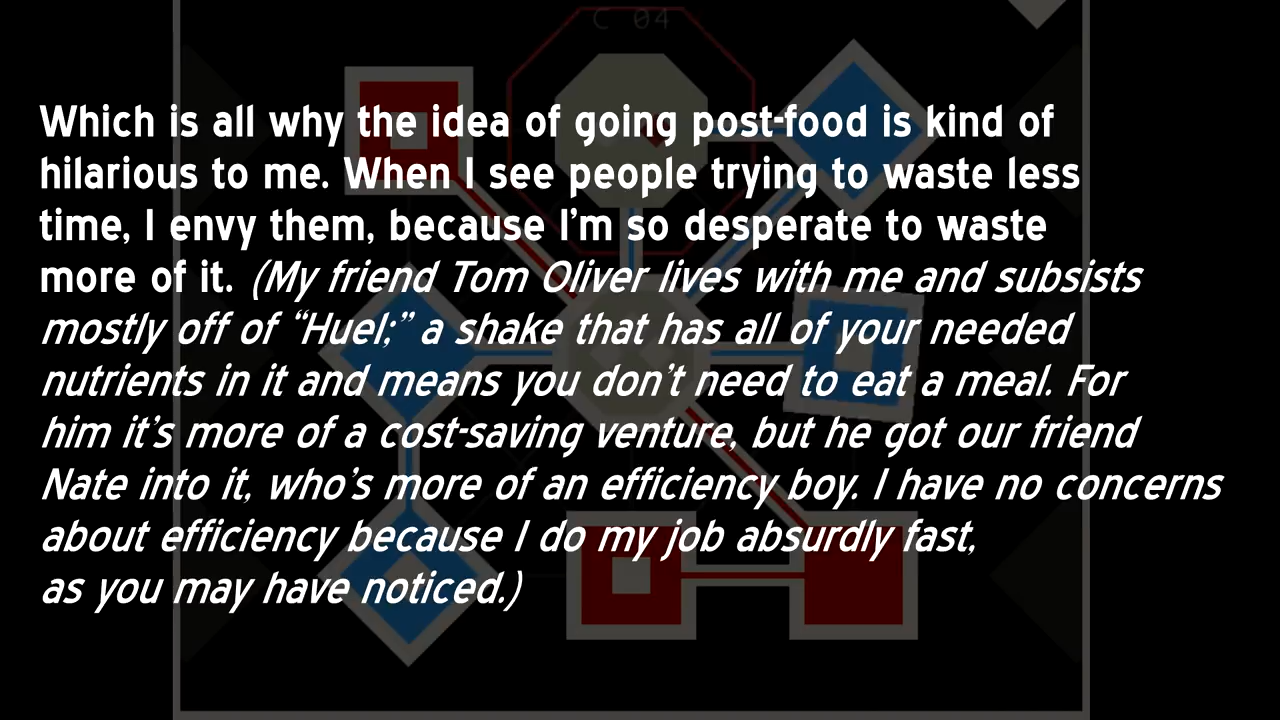 C 04
Which is all why the idea of going post-food is kind of
hilarious to me. When I see people trying to waste less
time, I envy them, because I'm so desperate to waste
more of it. (My friend Tom Oliver lives with me and subsists
mostly off of “Huel;” a shake that has all of your needed
nutrients in it and means you don't need to eat a meal. For
him it's more of a cost-saving venture, but he got our friend
Nate into it, who's more of an efficiency boy. I have no concerns
about efficiency because I do my job absurdly fast,
as you may have noticed.)